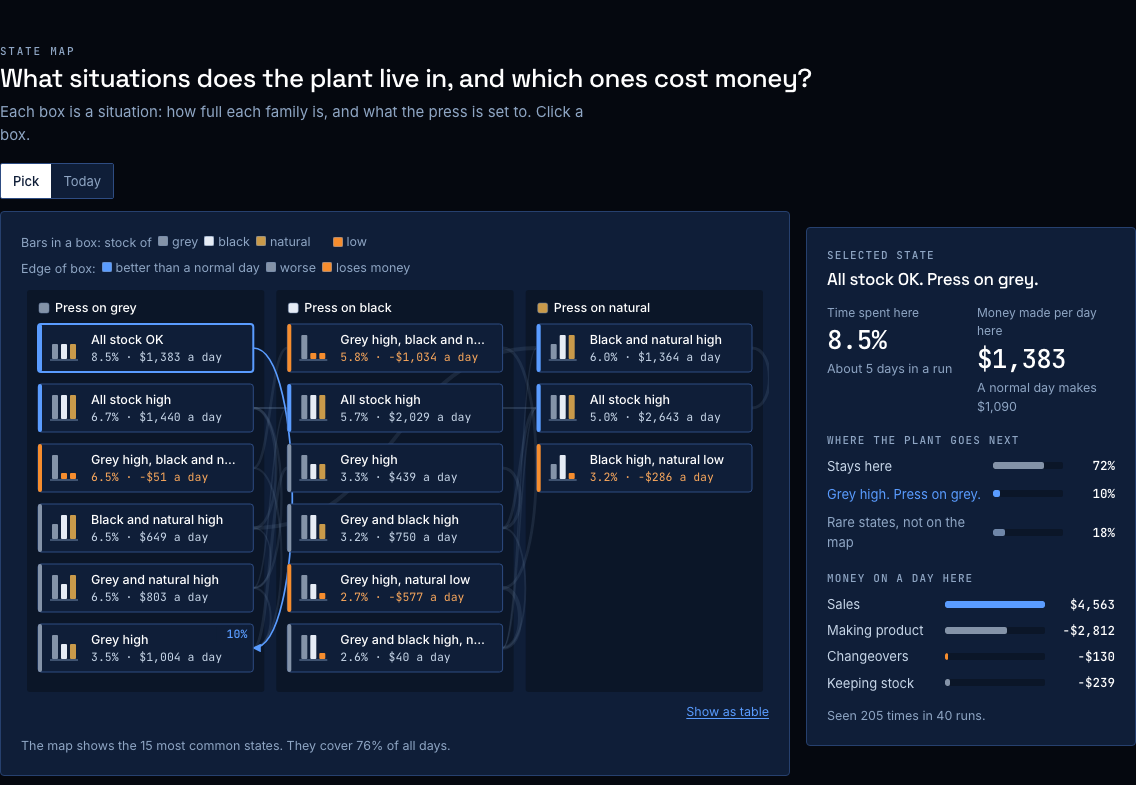 STATE MAP
What situations does the plant live in, and which ones cost money?
Each box is a situation: how full each family is, and what the press is set to. Click a
box.
Pick
Today
Bars in a box: stock of grey black natural low
Edge of box: better than a normal day worse loses money
Press on grey
All stock OK
8.5% · $1,383 a day
All stock high
6.7% · $1,440 a day
Grey high, black and n...
6.5% · -$51 a day
Black and natural high
6.5% · $649 a day
Grey and natural high
6.5% · $803 a day
10%
Grey high
3.5% · $1,004 a day
Press on black
Grey high, black and n...
5.8% · -$1,034 a day
All stock high
5.7% · $2,029 a day
Grey high
3.3% · $439 a day
Grey and black high
3.2% · $750 a day
Grey high, natural low
2.7% · -$577 a day
Grey and black high, n...
2.6% · $40 a day
Press on natural
Black and natural high
6.0% · $1,364 a day
All stock high
5.0% · $2,643 a day
Black high, natural low
3.2% · -$286 a day
Show as table
The map shows the 15 most common states. They cover 76% of all days.
SELECTED STATE
All stock OK. Press on grey.
Time spent here
8.5%
About 5 days in a run
Money made per day
here
$1,383
A normal day makes
$1,090
WHERE THE PLANT GOES NEXT
Stays here 72%
Grey high. Press on grey. 10%
Rare states, not on the
map 18%
MONEY ON A DAY HERE
Sales $4,563
Making product -$2,812
Changeovers -$130
Keeping stock -$239
Seen 205 times in 40 runs.